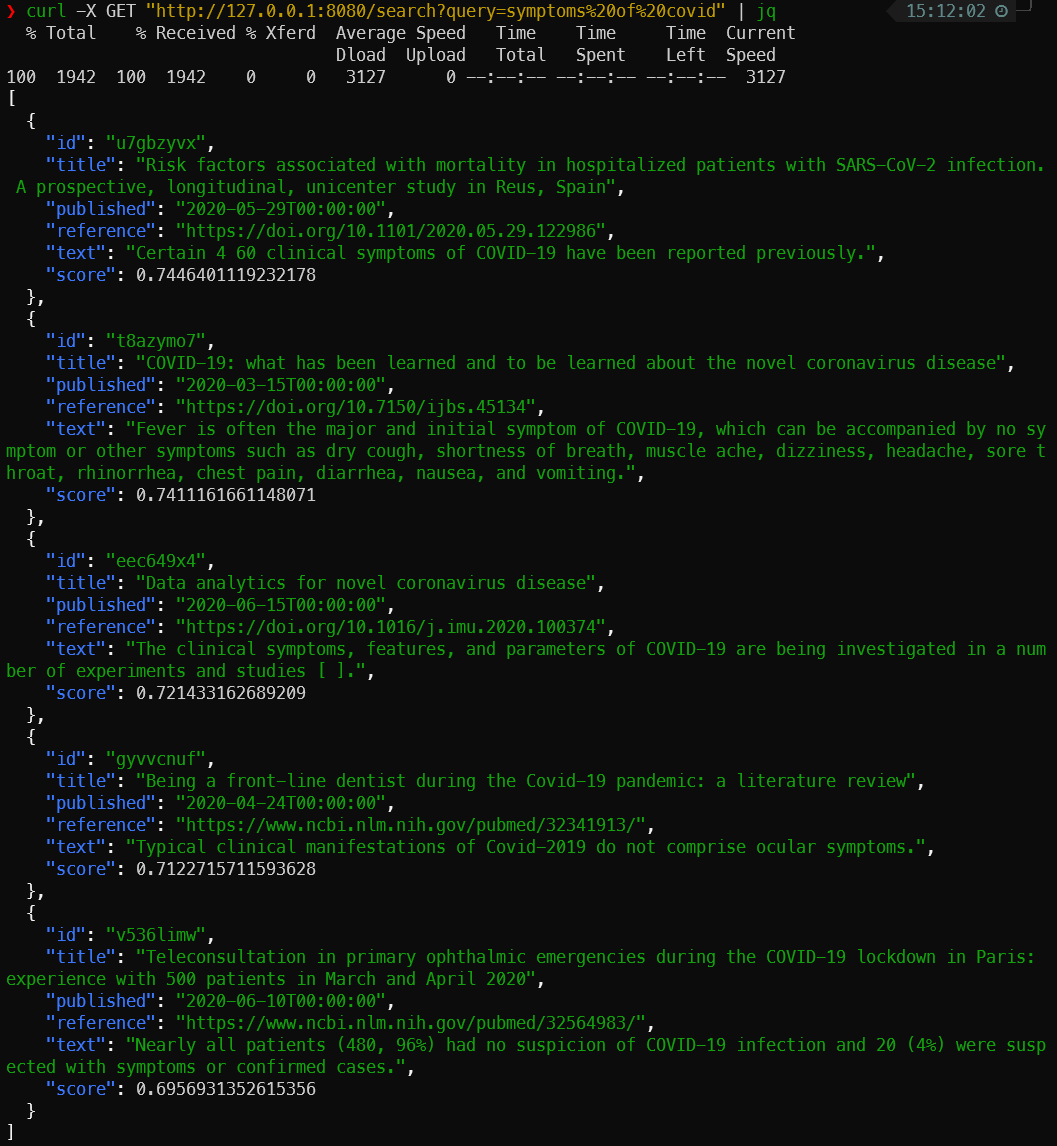 ❯ curl -X GET "http://127.0.0.1:8080/search?query=symptoms%20of%20covid" | jq 15:12:02
% Total % Received % Xferd Average Speed Time Time Time Current
Dload Upload Total Spent Left Speed
100 1942 100 1942 0 0 3127 0 --:--:-- --:--:-- --:--:-- 3127
[
{
"id": "u7gbzyvx",
"title": "Risk factors associated with mortality in hospitalized patients with SARS-CoV-2 infection.
A prospective, longitudinal, unicenter study in Reus, Spain",
"published": "2020-05-29T00:00:00",
"reference": "https://doi.org/10.1101/2020.05.29.122986",
"text": "Certain 4 60 clinical symptoms of COVID-19 have been reported previously.",
"score": 0.7446401119232178
},
{
"id": "t8azymo7",
"title": "COVID-19: what has been learned and to be learned about the novel coronavirus disease",
"published": "2020-03-15T00:00:00",
"reference": "https://doi.org/10.7150/ijbs.45134",
"text": "Fever is often the major and initial symptom of COVID-19, which can be accompanied by no sy
mptom or other symptoms such as dry cough, shortness of breath, muscle ache, dizziness, headache, sore t
hroat, rhinorrhea, chest pain, diarrhea, nausea, and vomiting.",
"score": 0.7411161661148071
},
{
"id": "eec649x4",
"title": "Data analytics for novel coronavirus disease",
"published": "2020-06-15T00:00:00",
"reference": "https://doi.org/10.1016/j.imu.2020.100374",
"text": "The clinical symptoms, features, and parameters of COVID-19 are being investigated in a num
ber of experiments and studies [ ].",
"score": 0.721433162689209
},
{
"id": "gyvvcnuf",
"title": "Being a front-line dentist during the Covid-19 pandemic: a literature review",
"published": "2020-04-24T00:00:00",
"reference": "https://www.ncbi.nlm.nih.gov/pubmed/32341913/",
"text": "Typical clinical manifestations of Covid-2019 do not comprise ocular symptoms.",
"score": 0.7122715711593628
},
{
"id": "v536limw",
"title": "Teleconsultation in primary ophthalmic emergencies during the COVID-19 lockdown in Paris:
experience with 500 patients in March and April 2020",
"published": "2020-06-10T00:00:00",
"reference": "https://www.ncbi.nlm.nih.gov/pubmed/32564983/",
"text": "Nearly all patients (480, 96%) had no suspicion of COVID-19 infection and 20 (4%) were susp
ected with symptoms or confirmed cases.",
"score": 0.6956931352615356
}
]